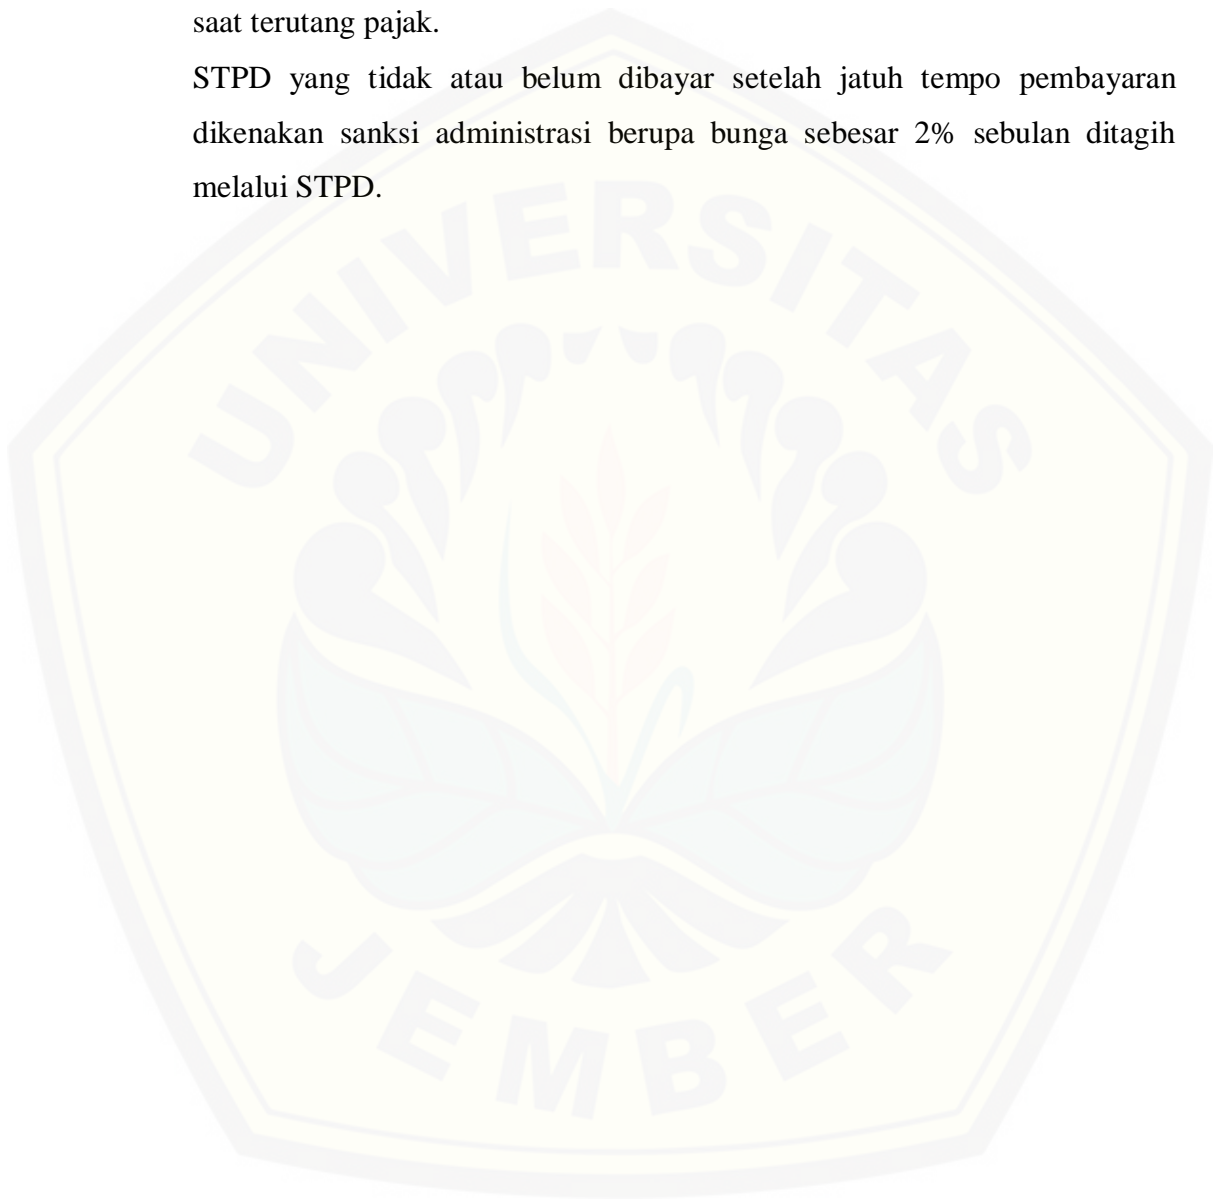 saat terutang pajak.
STPD yang tidak atau belum dibayar setelah jatuh tempo pembayaran
dikenakan sanksi administrasi berupa bunga sebesar 2% sebulan ditagih
melalui STPD.
UNIVERSITAS
JEMBER